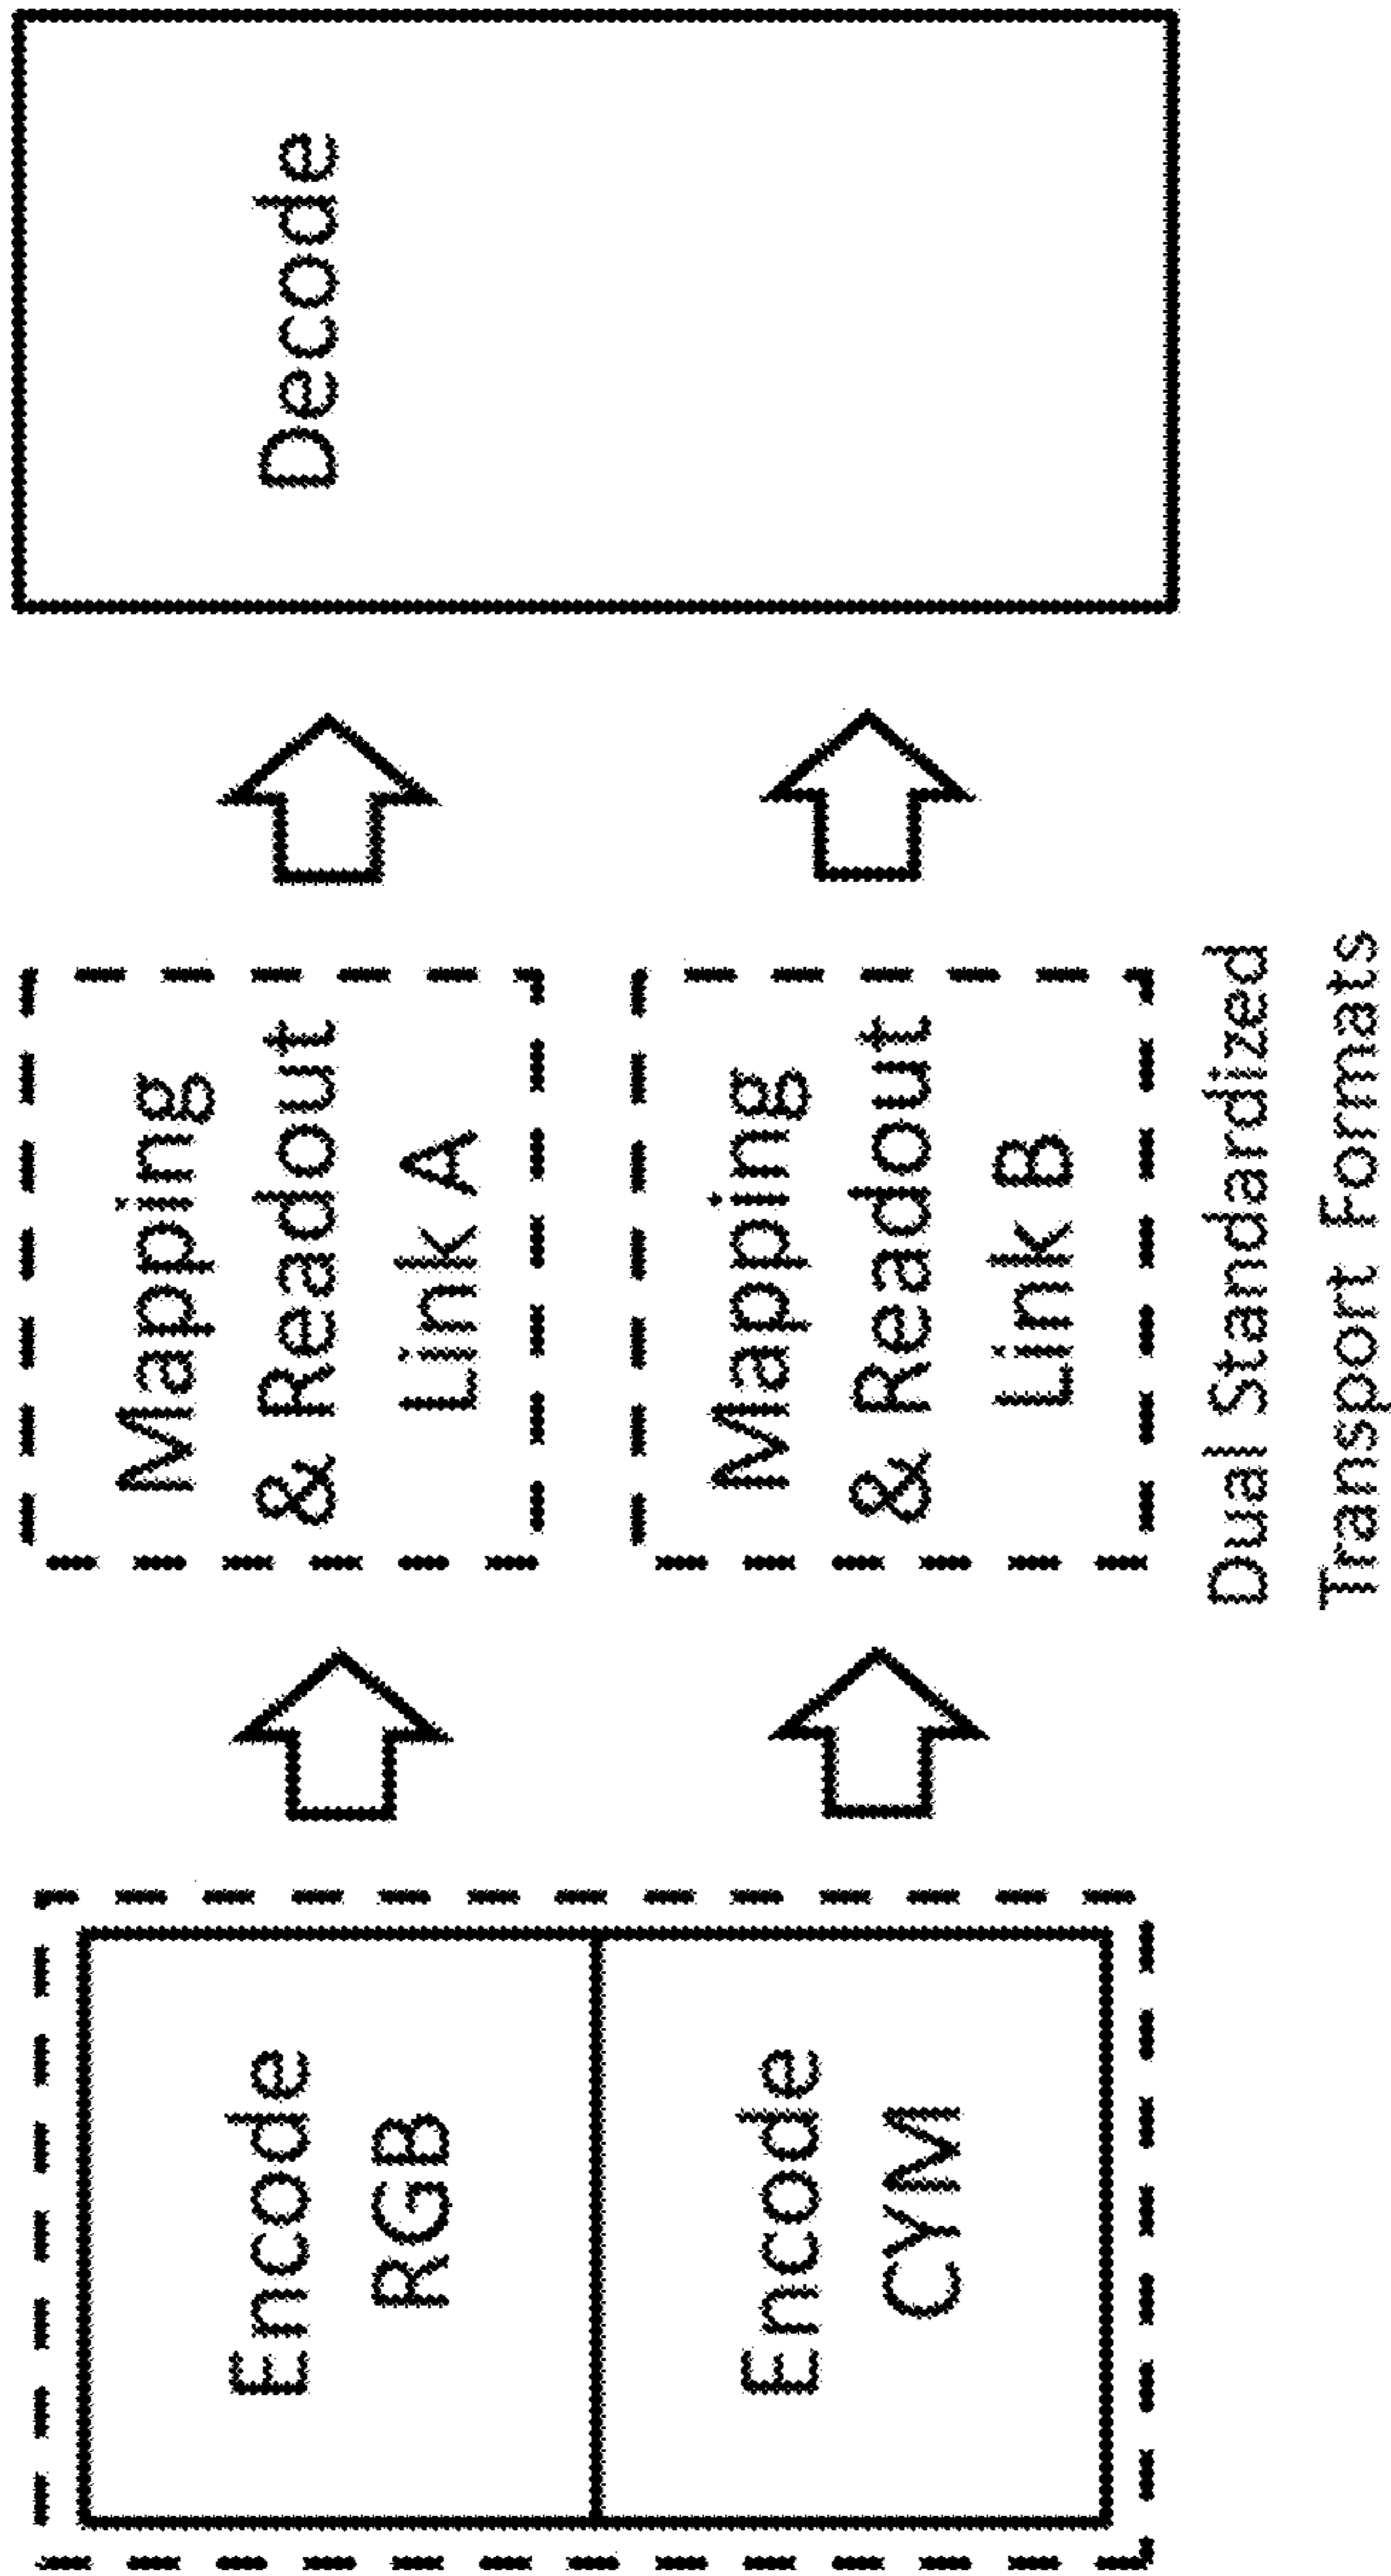 Encode
RGB
Encode
CYM
Mapping
& Readout
Link A
Mapping
& Readout
Link B
Dual Standardized
Transport Formats
Decode